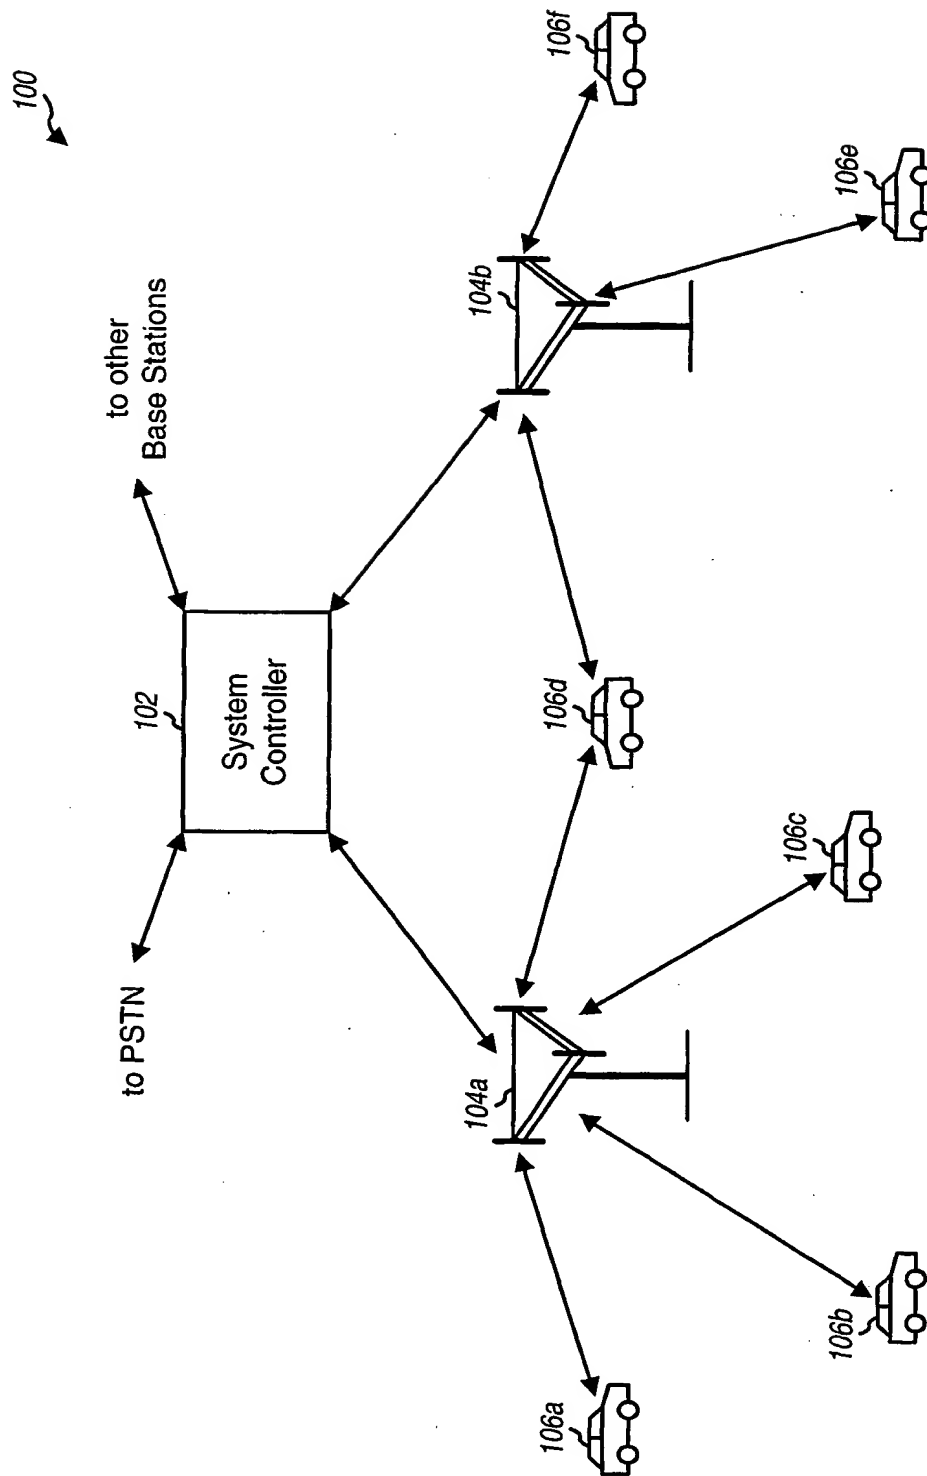 100
to PSTN
102
to other
Base Stations
System
Controller
104a
104b
106a
106b
106c
106d
106e
106f